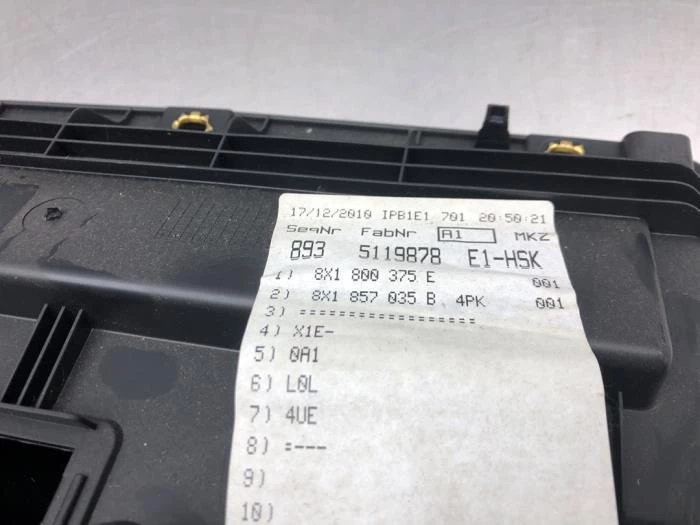 17/12/2010 IPB1E1 701 20:50:21
SeqNr FabNr A1 MKZ
893 5119878 E1-HSK
1) 8X1 800 375 E 001
2) 8X1 857 035 B 4PK 001
3) =================
4) X1E-
5) 0A1
6) L0L
7) 4UE
8) =---
9)
10)